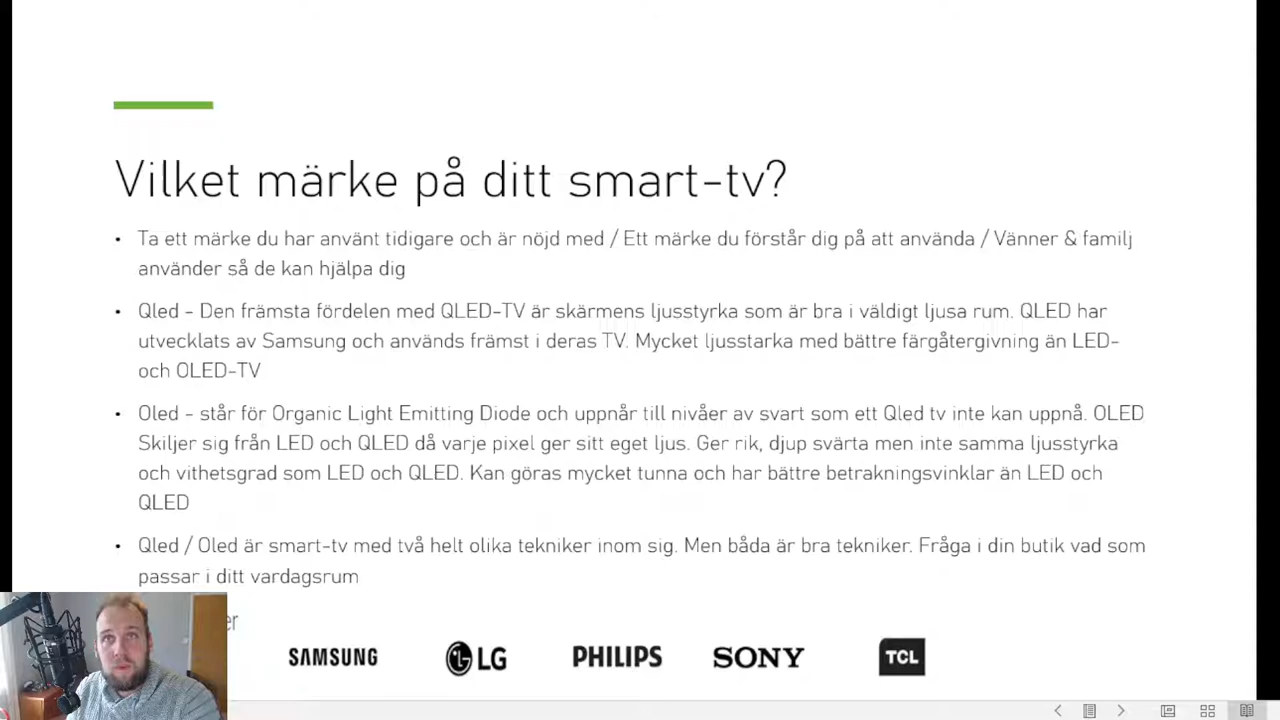 Vilket märke på ditt smart-tv?
• Ta ett märke du har använt tidigare och är nöjd med / Ett märke du förstår dig på att använda / Vänner & familj
använder så de kan hjälpa dig
• Qled - Den främsta fördelen med QLED-TV är skärmens ljusstyrka som är bra i väldigt ljusa rum. QLED har
utvecklats av Samsung och används främst i deras TV. Mycket ljusstarka med bättre färgåtergivning än LED-
och OLED-TV
• Oled - står för Organic Light Emitting Diode och uppnår till nivåer av svart som ett Qled tv inte kan uppnå. OLED
Skiljer sig från LED och QLED då varje pixel ger sitt eget ljus. Ger rik, djup svärta men inte samma ljusstyrka
och vithetsgrad som LED och QLED. Kan göras mycket tunna och har bättre betrakningsvinklar än LED och
QLED
• Qled / Oled är smart-tv med två helt olika tekniker inom sig. Men båda är bra tekniker. Fråga i din butik vad som
passar i ditt vardagsrum
SAMSUNG LG PHILIPS SONY TCL